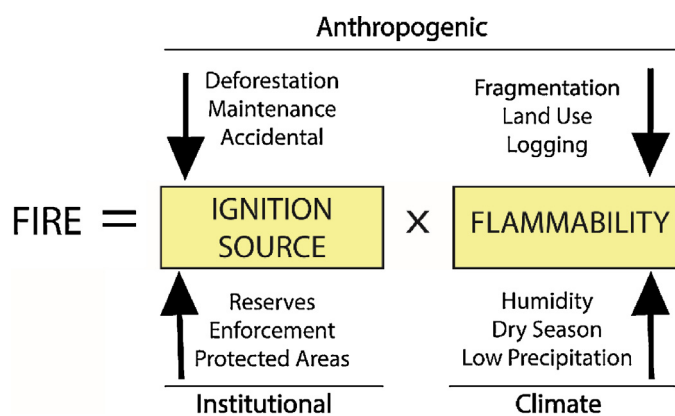 Anthropogenic
Deforestation
Maintenance
Accidental
Fragmentation
Land Use
Logging
FIRE =
IGNITION
SOURCE
x
FLAMMABILITY
Reserves
Enforcement
Protected Areas
Humidity
Dry Season
Low Precipitation
Institutional
Climate